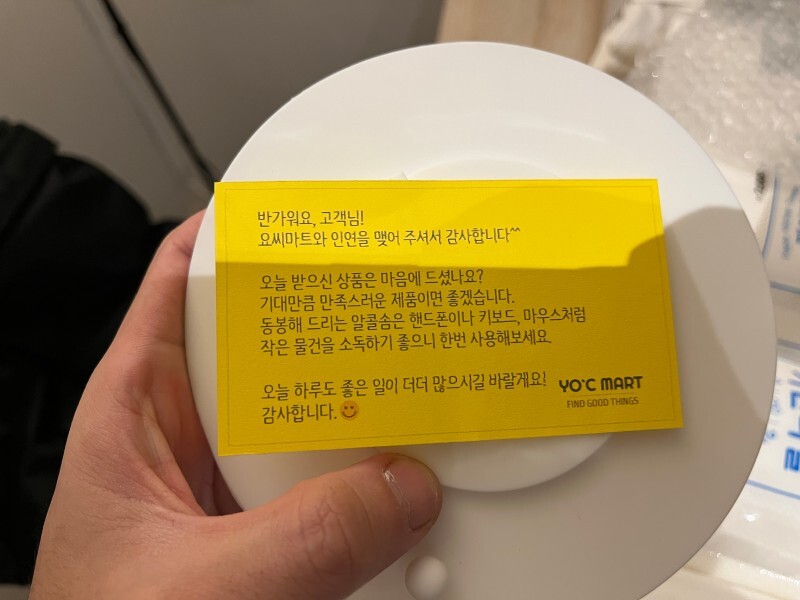 반가워요, 고객님!
요씨마트와 인연을 맺어 주셔서 감사합니다^^
오늘 받으신 상품은 마음에 드셨나요?
기대만큼 만족스러운 제품이면 좋겠습니다.
동봉해 드리는 알콜솜은 핸드폰이나 키보드, 마우스처럼
작은 물건을 소독하기 좋으니 한번 사용해보세요.
오늘 하루도 좋은 일이 더더 많으시길 바랄게요!
감사합니다.
YO'C MART
FIND GOOD THINGS